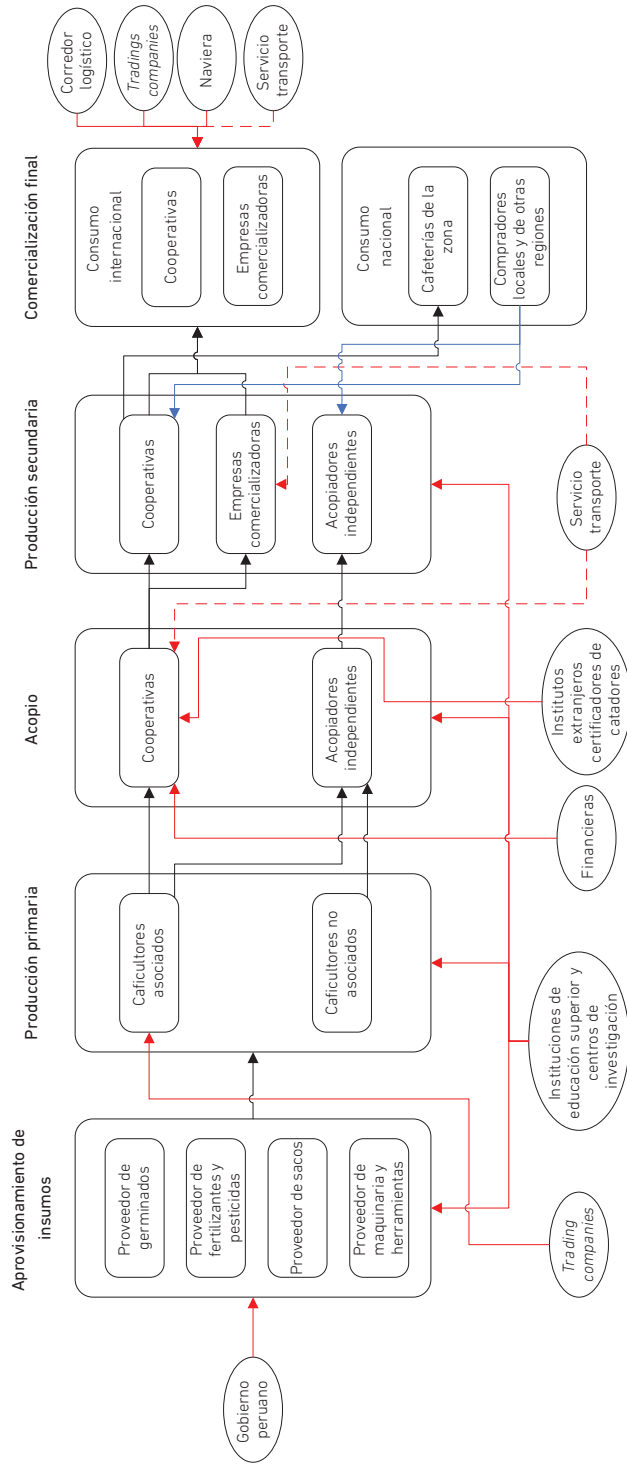 Aprovisionamiento de
insumos
Producción primaria
Acopio
Producción secundaria
Comercialización final
Gobierno
peruano
Proveedor de
germinados
Proveedor de
fertilizantes y
pesticidas
Proveedor de sacos
Proveedor de
maquinaria y
herramientas
Caficultores
asociados
Caficultores no
asociados
Cooperativas
Acopiadores
independientes
Cooperativas
Empresas
comercializadoras
Acopiadores
independientes
Consumo
internacional
Cooperativas
Empresas
comercializadoras
Consumo
nacional
Cafeterías de la
zona
Compradores
locales y de otras
regiones
Corredor
logístico
Tradings
companies
Naviera
Servicio
transporte
Trading
companies
Instituciones de
educación superior y
centros de
investigación
Financieras
Institutos
extranjeros
certificadores de
catadores
Servicio
transporte